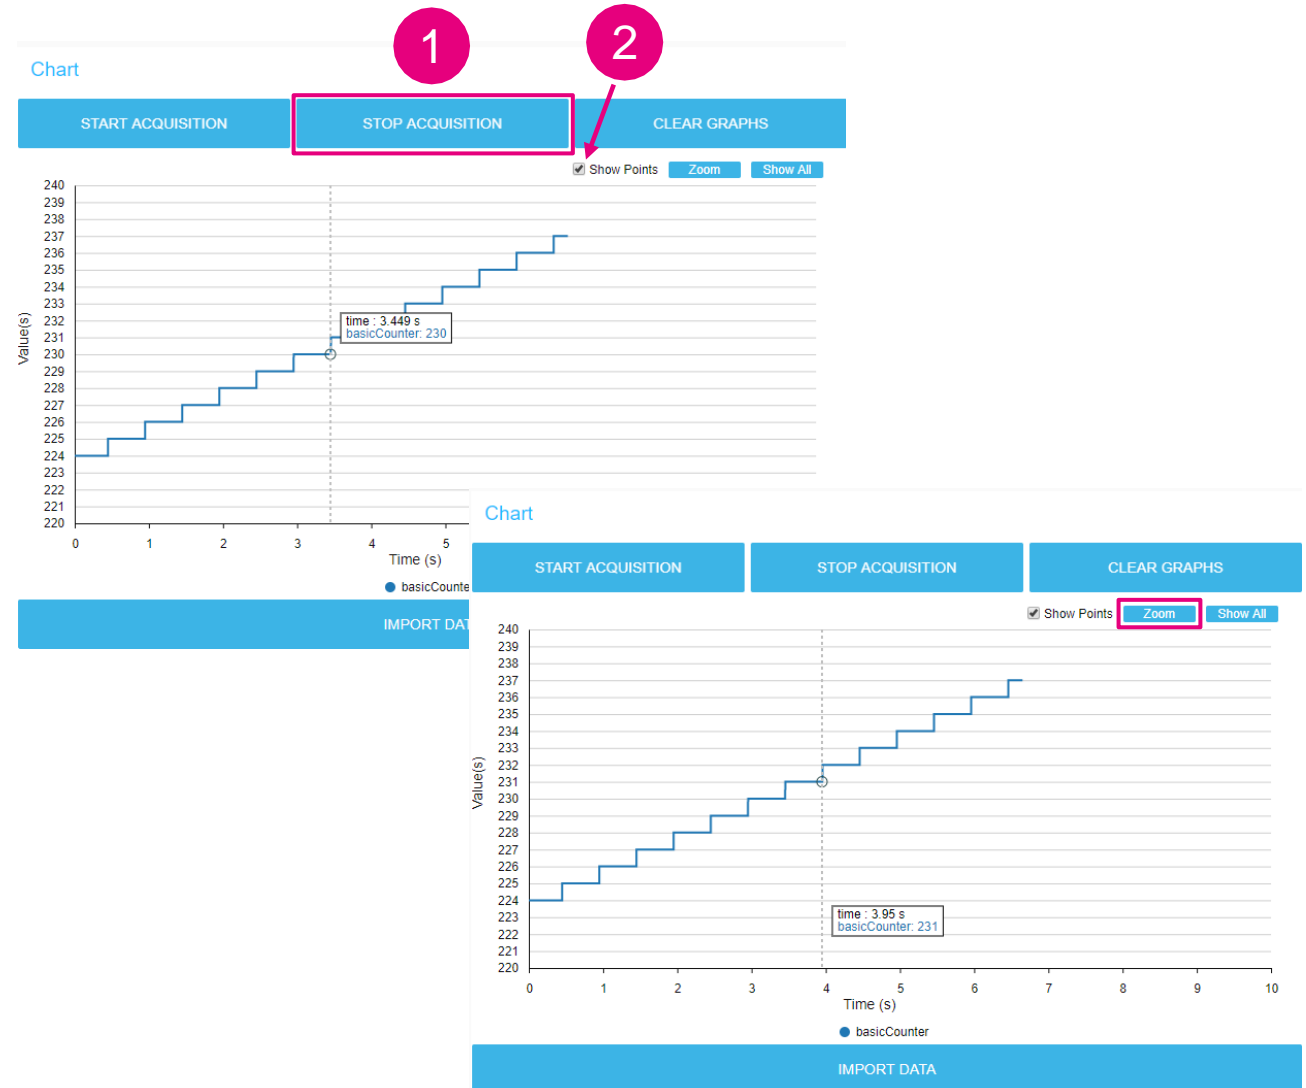 1
2
Chart
START ACQUISITION STOP ACQUISITION CLEAR GRAPHS
Show Points Zoom Show All
240
239
238
237
236
235
234
233
232
231
230
229
228
227
226
225
224
223
222
221
220
Value(s)
time : 3.449 s
basicCounter: 230
0 1 2 3 4 5
Time (s)
basicCounte
IMPORT DAT
Chart
START ACQUISITION STOP ACQUISITION CLEAR GRAPHS
Show Points Zoom Show All
240
239
238
237
236
235
234
233
232
231
230
229
228
227
226
225
224
223
222
221
220
Value(s)
time : 3.95 s
basicCounter: 231
0 1 2 3 4 5 6 7 8 9 10
Time (s)
basicCounter
IMPORT DATA